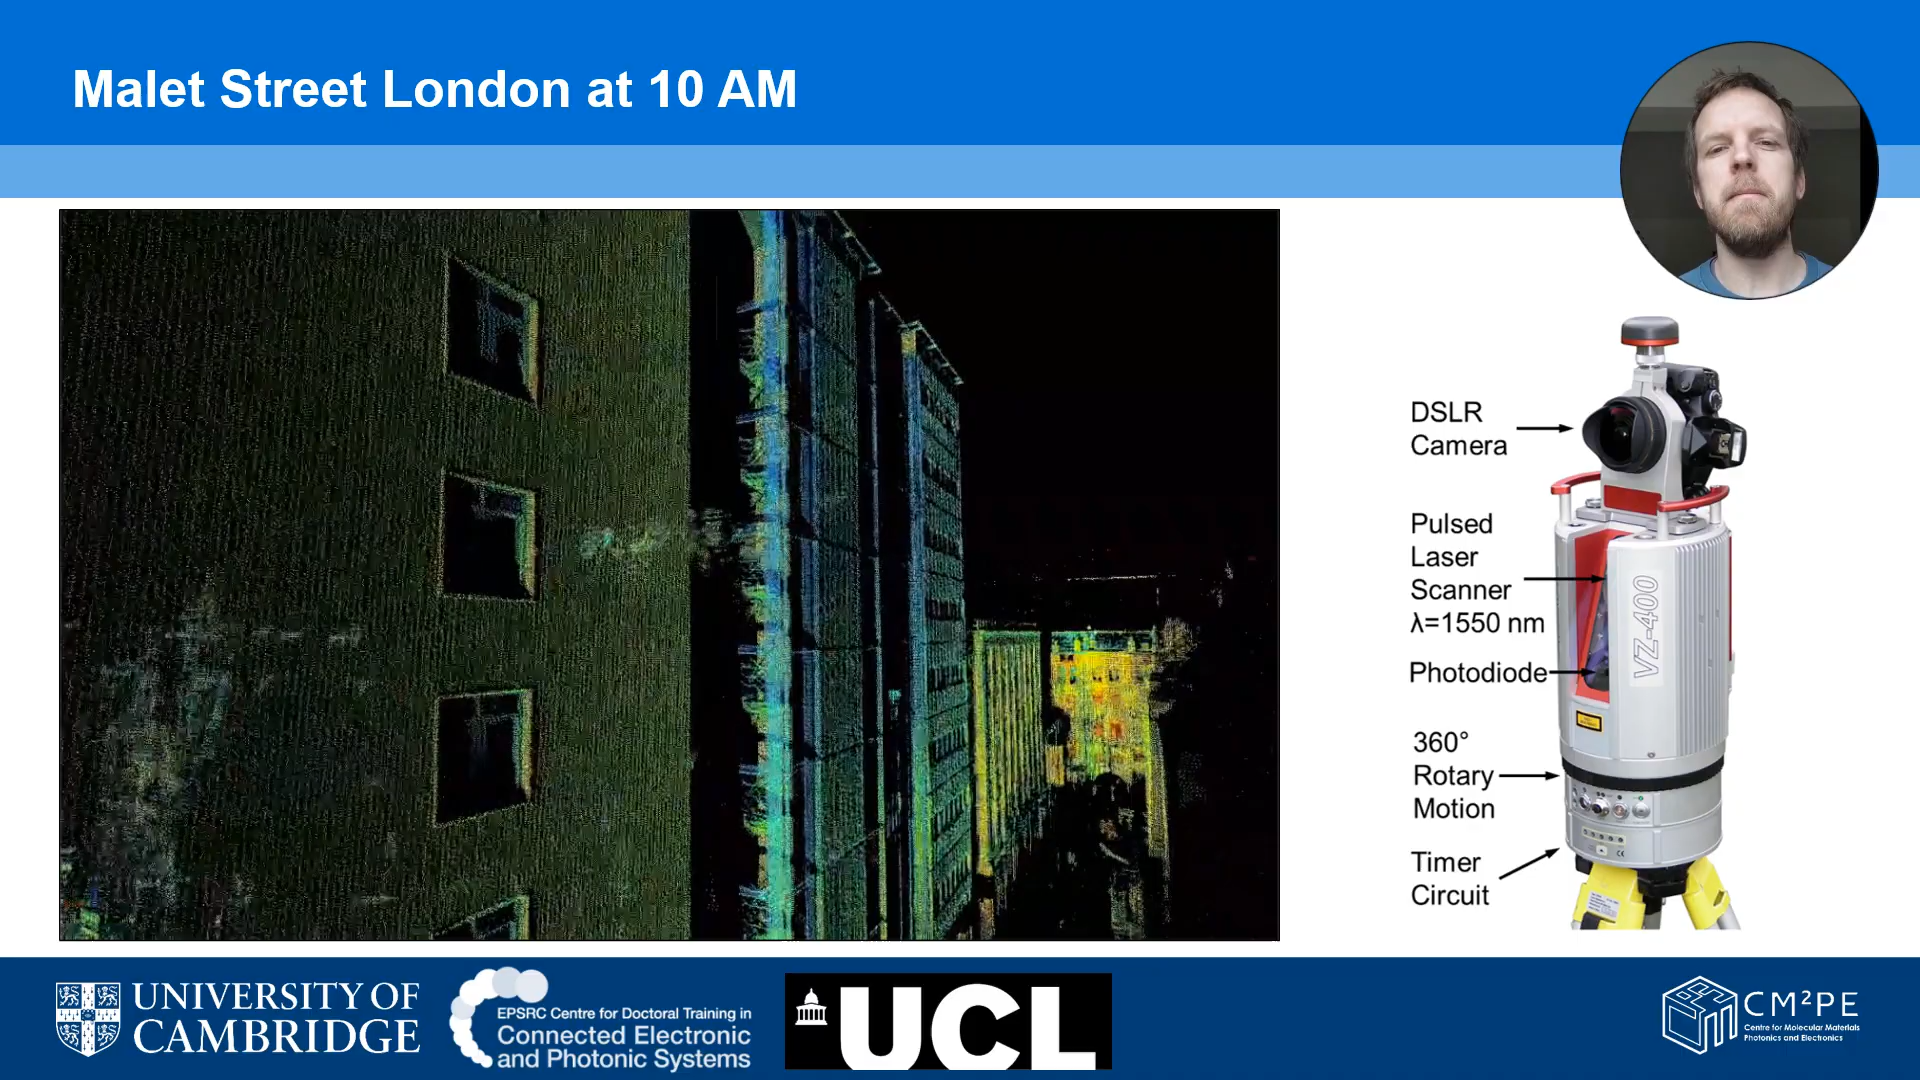 Malet Street London at 10 AM
DSLR
Camera
Pulsed
Laser
Scanner
λ=1550 nm
Photodiode
360°
Rotary
Motion
Timer
Circuit
VZ-400
UNIVERSITY OF
CAMBRIDGE
EPSRC Centre for Doctoral Training in
Connected Electronic
and Photonic Systems
UCL
CM²PE
Centre for Molecular Materials
Photonics and Electronics